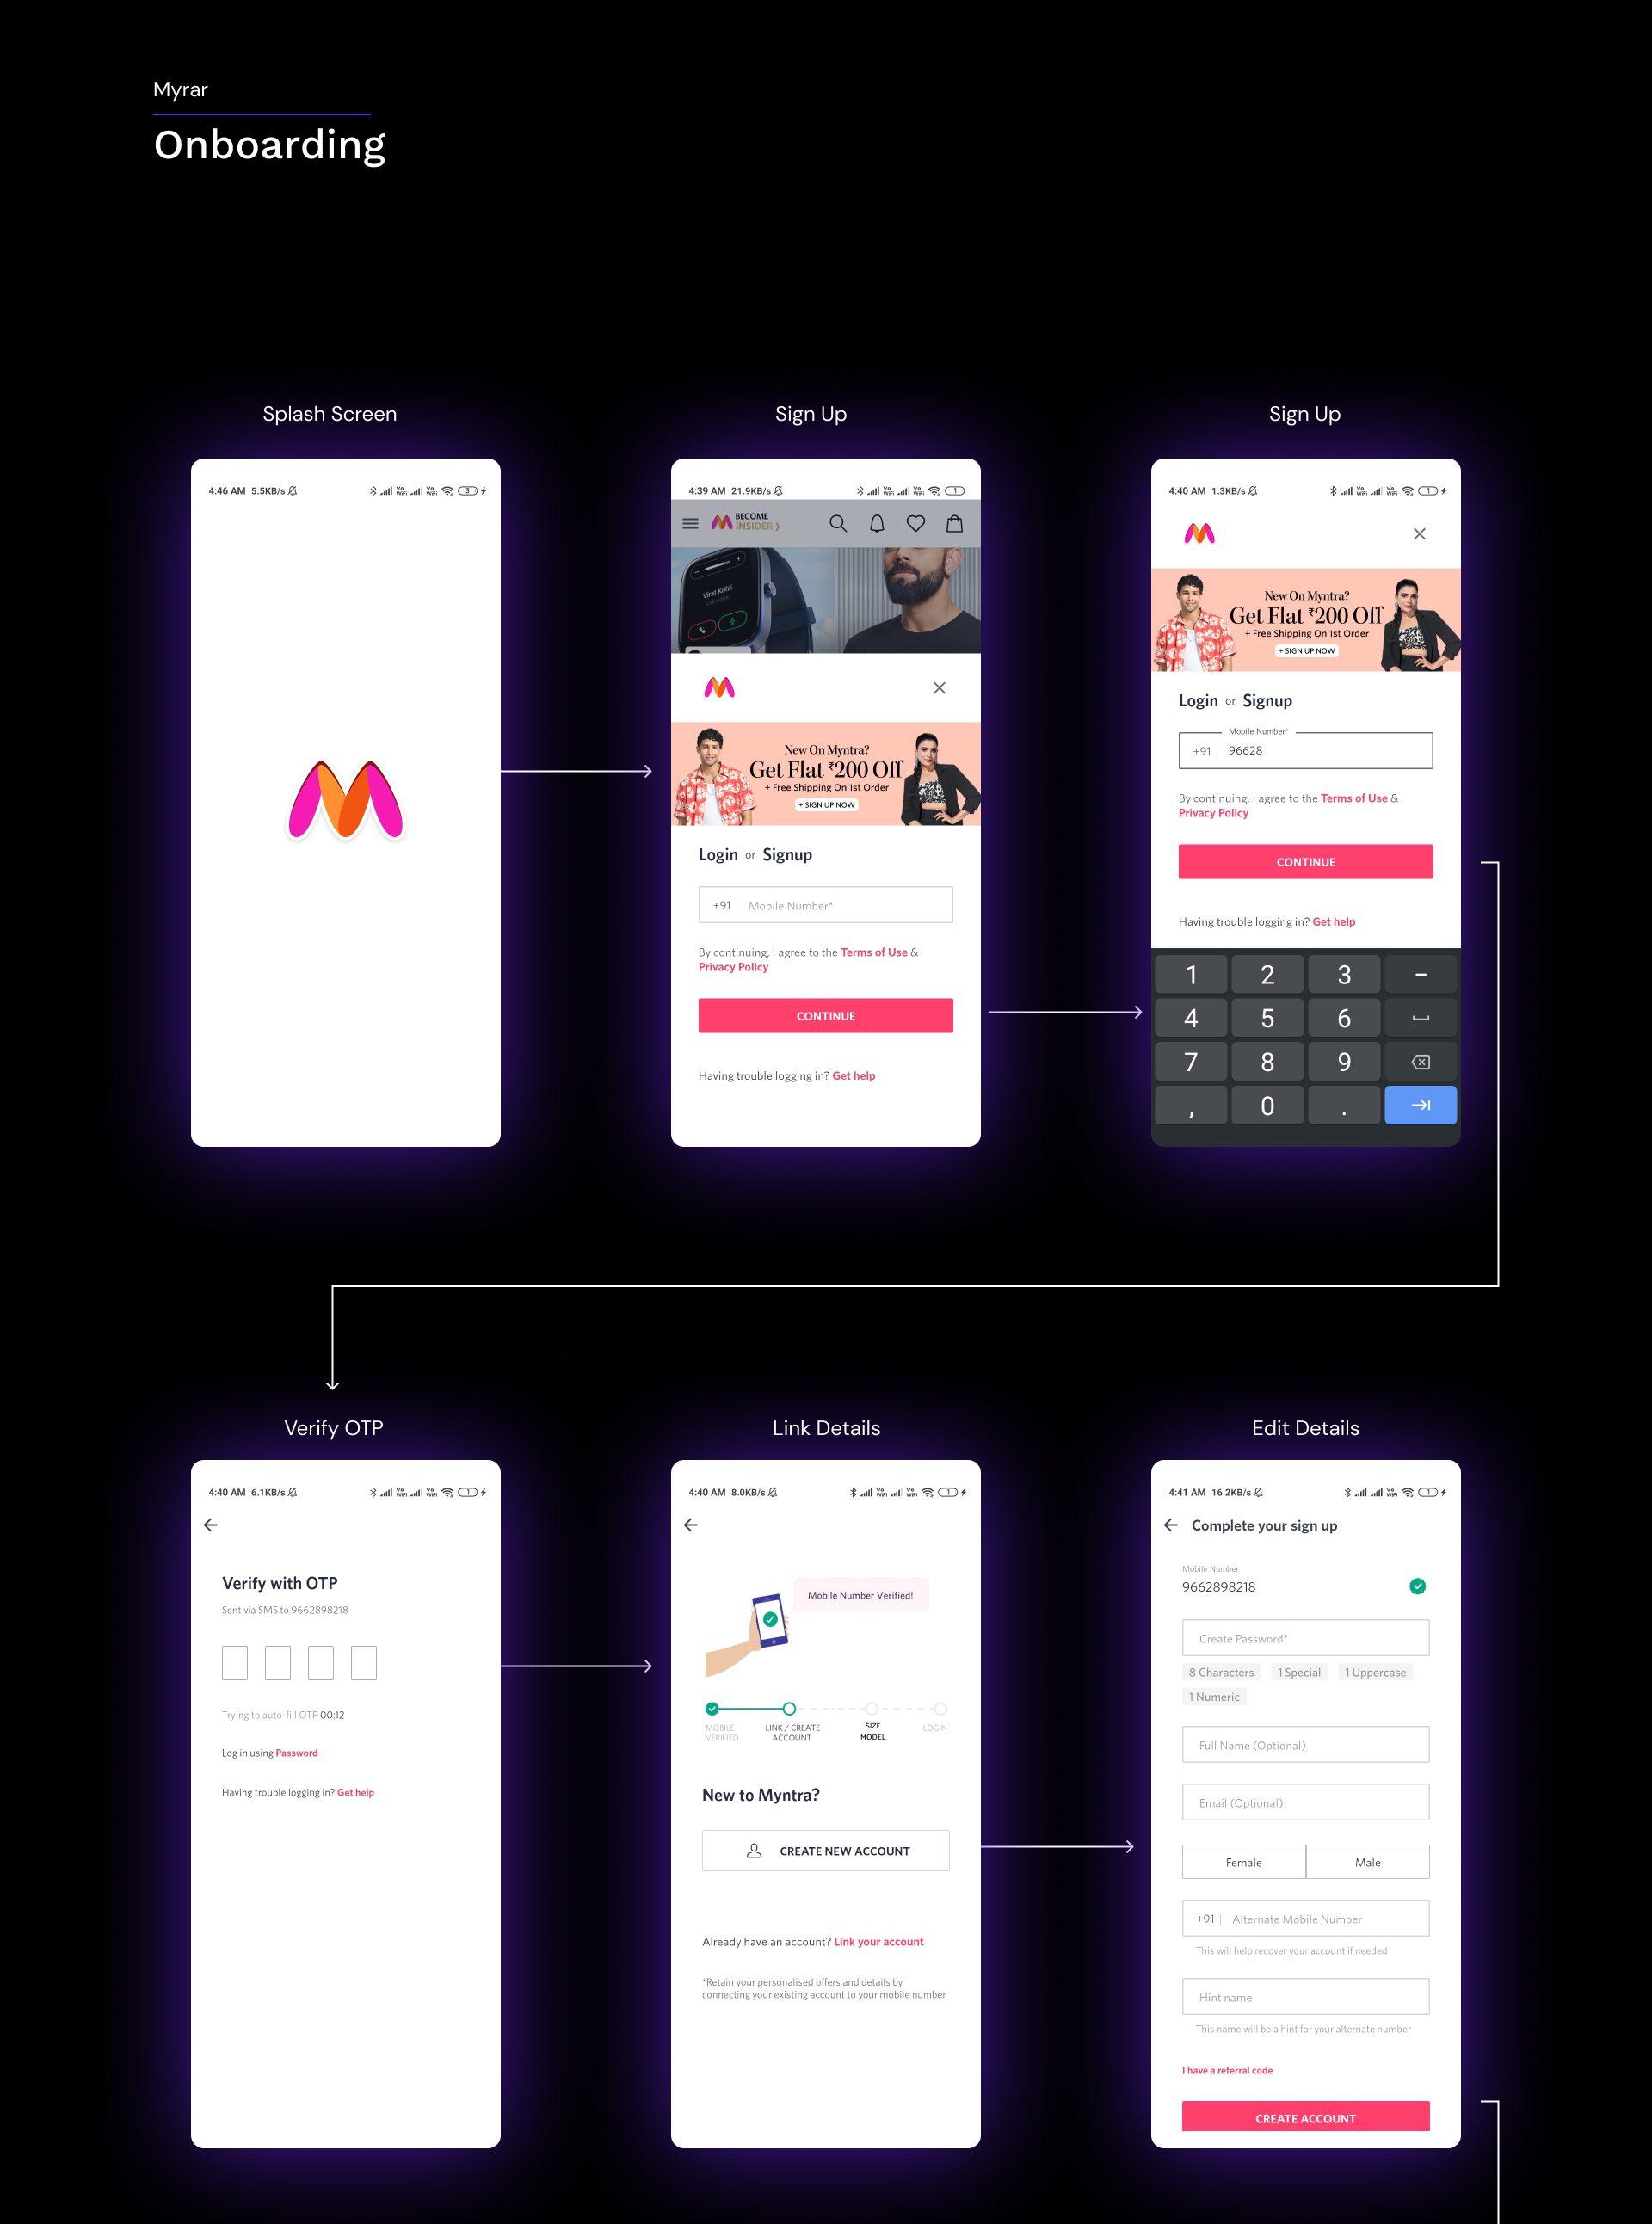 Myrar
Onboarding
Splash Screen
4:46 AM 5.5KB/s
3
Sign Up
4:39 AM 21.9KB/s
1
BECOME
INSIDER
Virat Kohli
New On Myntra?
Get Flat ₹200 Off
+ Free Shipping On 1st Order
+ SIGN UP NOW
Login or Signup
+91 | Mobile Number*
By continuing, I agree to the Terms of Use &
Privacy Policy
CONTINUE
Having trouble logging in? Get help
Sign Up
4:40 AM 1.3KB/s
1
New On Myntra?
Get Flat ₹200 Off
+ Free Shipping On 1st Order
+ SIGN UP NOW
Login or Signup
Mobile Number*
+91 | 96628
By continuing, I agree to the Terms of Use &
Privacy Policy
CONTINUE
Having trouble logging in? Get help
1 2 3 –
4 5 6
7 8 9
, 0 .
Verify OTP
4:40 AM 6.1KB/s
1
Verify with OTP
Sent via SMS to 9662898218
Trying to auto-fill OTP 00:12
Log in using Password
Having trouble logging in? Get help
Link Details
4:40 AM 8.0KB/s
1
Mobile Number Verified!
MOBILE
VERIFIED
LINK / CREATE
ACCOUNT
SIZE
MODEL
LOGIN
New to Myntra?
CREATE NEW ACCOUNT
Already have an account? Link your account
*Retain your personalised offers and details by
connecting your existing account to your mobile number
Edit Details
4:41 AM 16.2KB/s
1
Complete your sign up
Mobile Number
9662898218
Create Password*
8 Characters 1 Special 1 Uppercase
1 Numeric
Full Name (Optional)
Email (Optional)
Female Male
+91 | Alternate Mobile Number
This will help recover your account if needed
Hint name
This name will be a hint for your alternate number
I have a referral code
CREATE ACCOUNT